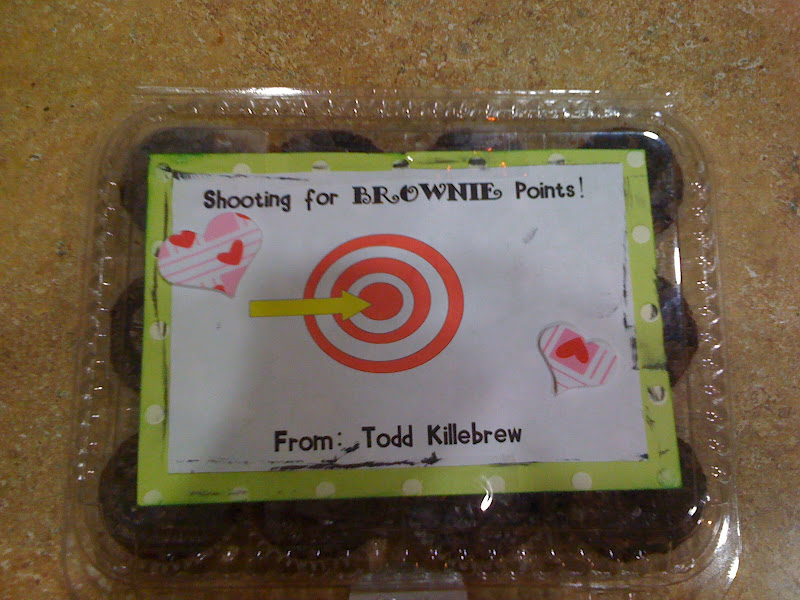 Shooting for BROWNIE Points!
From: Todd Killebrew